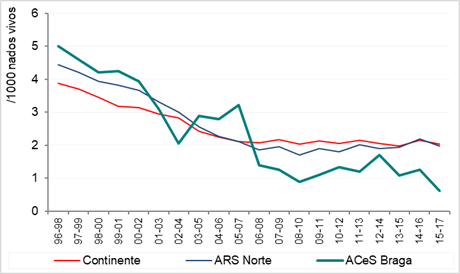 /1000 nados vivos
6
5
4
3
2
1
0
96-98 97-99 98-00 99-01 00-02 01-03 02-04 03-05 04-06 05-07 06-08 07-09 08-10 09-11 10-12 11-13 12-14 13-15 14-16 15-17
Continente ARS Norte ACeS Braga